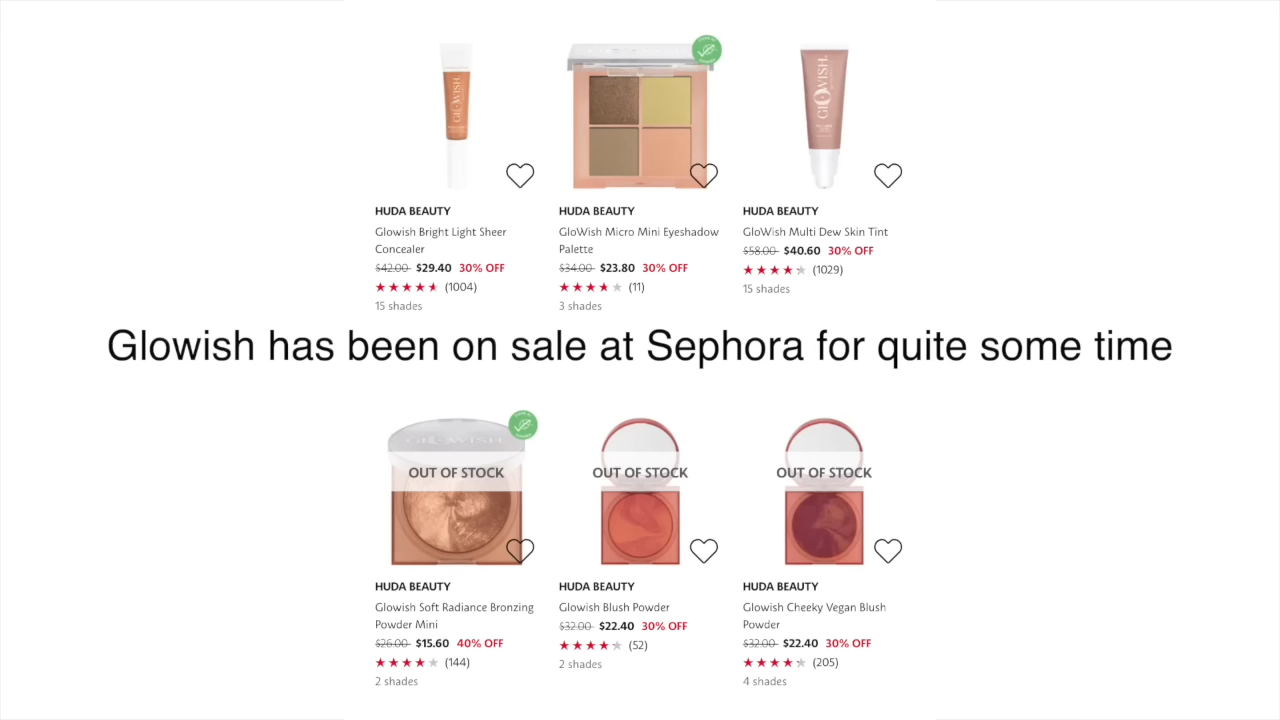 GLOWISH.
GLOWISH
HUDA BEAUTY
Glowish Bright Light Sheer
Concealer
$42.00 $29.40 30% OFF
(1004)
15 shades
HUDA BEAUTY
GloWish Micro Mini Eyeshadow
Palette
$34.00 $23.80 30% OFF
(11)
3 shades
HUDA BEAUTY
GloWish Multi Dew Skin Tint
$58.00 $40.60 30% OFF
(1029)
15 shades
Glowish has been on sale at Sephora for quite some time
GLOWISH.
OUT OF STOCK
OUT OF STOCK
OUT OF STOCK
HUDA BEAUTY
Glowish Soft Radiance Bronzing
Powder Mini
$26.00 $15.60 40% OFF
(144)
2 shades
HUDA BEAUTY
Glowish Blush Powder
$32.00 $22.40 30% OFF
(52)
2 shades
HUDA BEAUTY
Glowish Cheeky Vegan Blush
Powder
$32.00 $22.40 30% OFF
(205)
4 shades